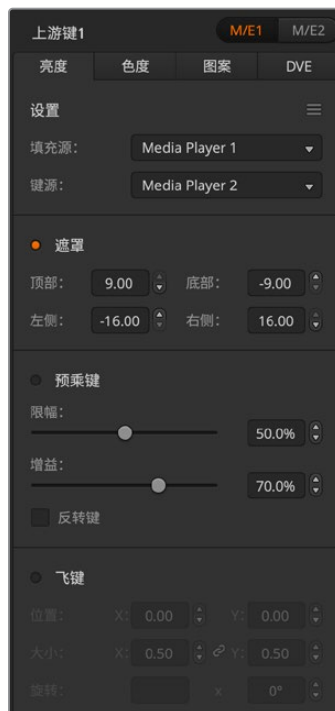 上游键1 M/E1 M/E2
亮度 色度 图案 DVE
设置
填充源： Media Player 1
键源： Media Player 2
遮罩
顶部： 9.00 底部： -9.00
左侧： -16.00 右侧： 16.00
预乘键
限幅：
50.0%
增益：
70.0%
反转键
飞键
位置： X: 0.00 Y: 0.00
大小： X: 0.50 Y: 0.50
旋转： x 0°